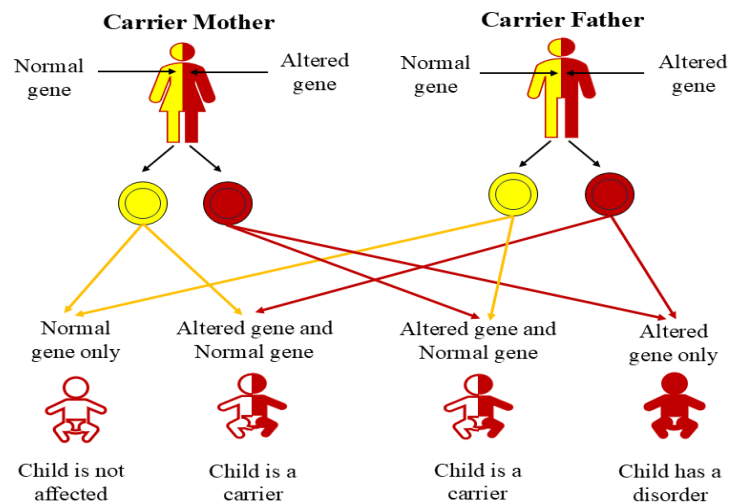 Carrier Mother
Carrier Father
Normal
gene
Altered
gene
Normal
gene
Altered
gene
Normal
gene only
Altered gene and
Normal gene
Altered gene and
Normal gene
Altered
gene only
Child is not
affected
Child is a
carrier
Child is a
carrier
Child has a
disorder